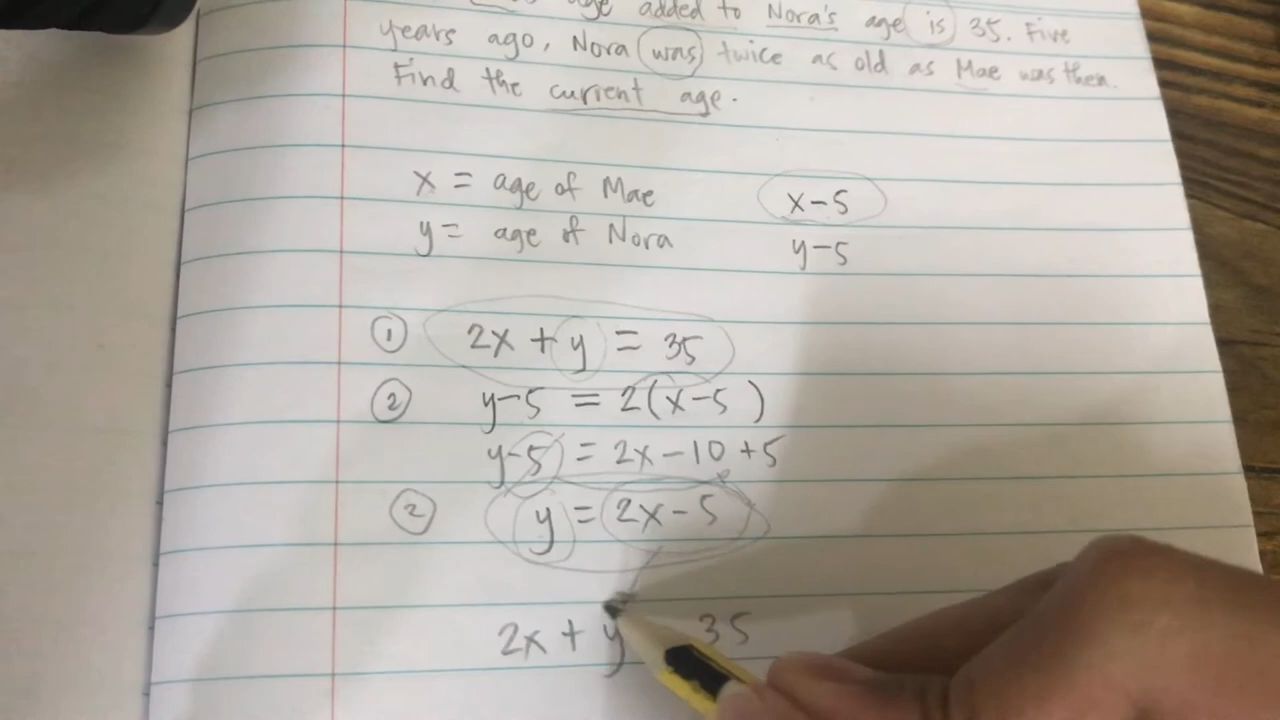 age added to Nora's age is 35. Five
years ago, Nora was twice as old as Mae was then.
Find the current age.
x = age of Mae x-5
y = age of Nora y-5
① 2x + y = 35
② y-5 = 2(x-5)
y-5 = 2x-10+5
② y = 2x-5
2x + y 35